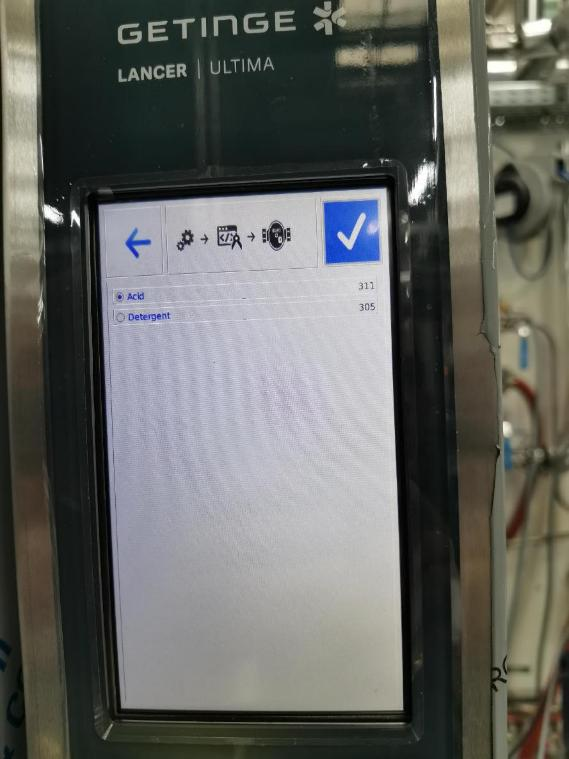 GETINGE
LANCER | ULTIMA
Acid 311
Detergent 305